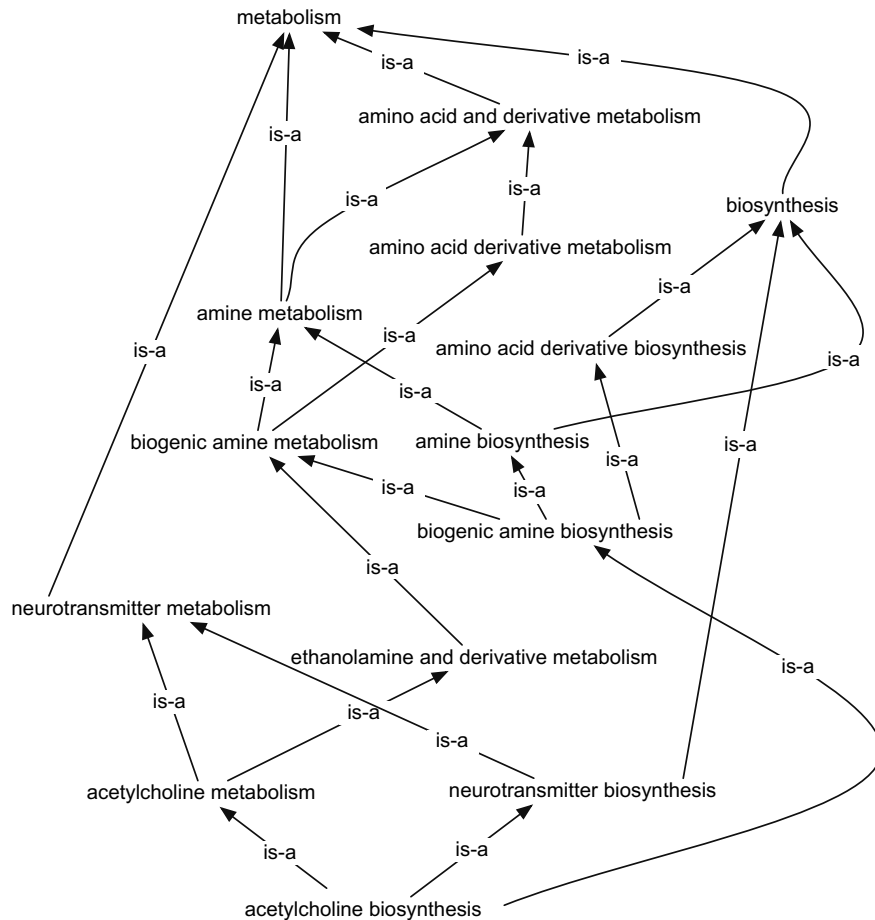 metabolism
is-a
is-a
amino acid and derivative metabolism
is-a
is-a
is-a
biosynthesis
amino acid derivative metabolism
is-a
amine metabolism
is-a
is-a
amino acid derivative biosynthesis
is-a
is-a
is-a
biogenic amine metabolism
amine biosynthesis
is-a
is-a
is-a
is-a
biogenic amine biosynthesis
is-a
neurotransmitter metabolism
ethanolamine and derivative metabolism
is-a
is-a
is-a
is-a
acetylcholine metabolism
neurotransmitter biosynthesis
is-a
is-a
acetylcholine biosynthesis